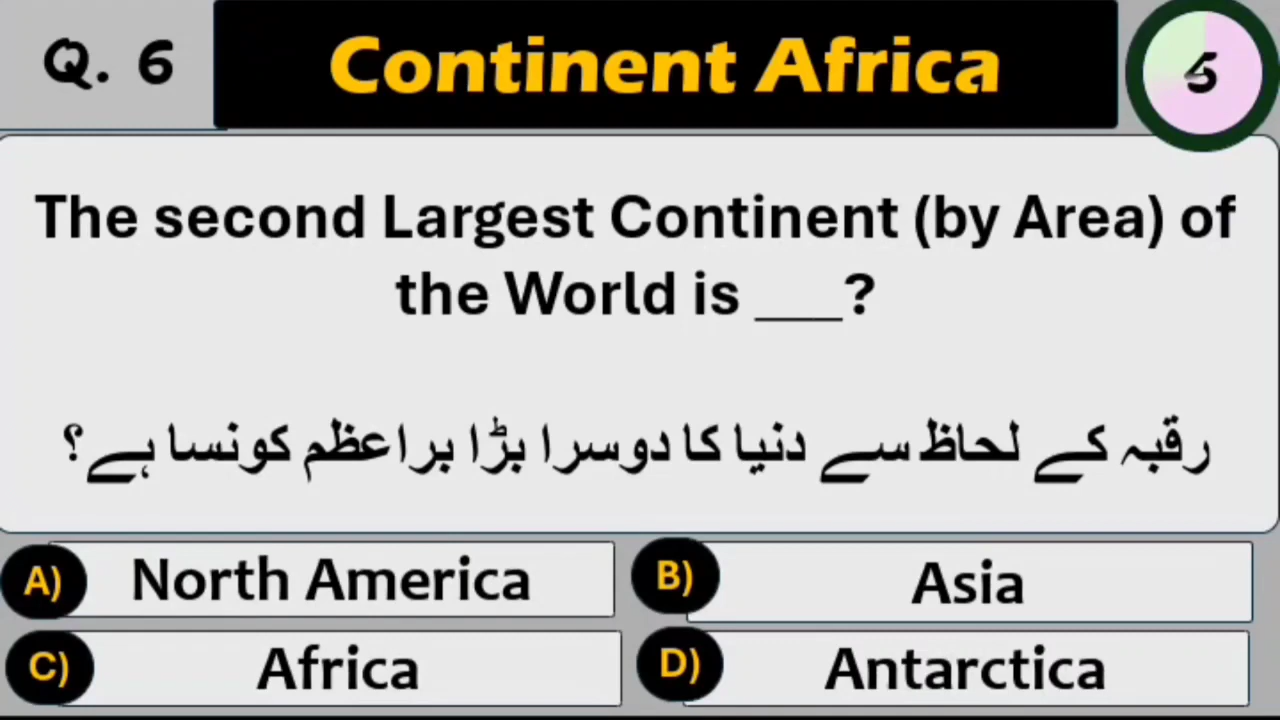 Q. 6
Continent Africa
The second Largest Continent (by Area) of
the World is ___?
رقبہ کے لحاظ سے دنیا کا دوسرا بڑا براعظم کونسا ہے؟
A) North America
B) Asia
C) Africa
D) Antarctica